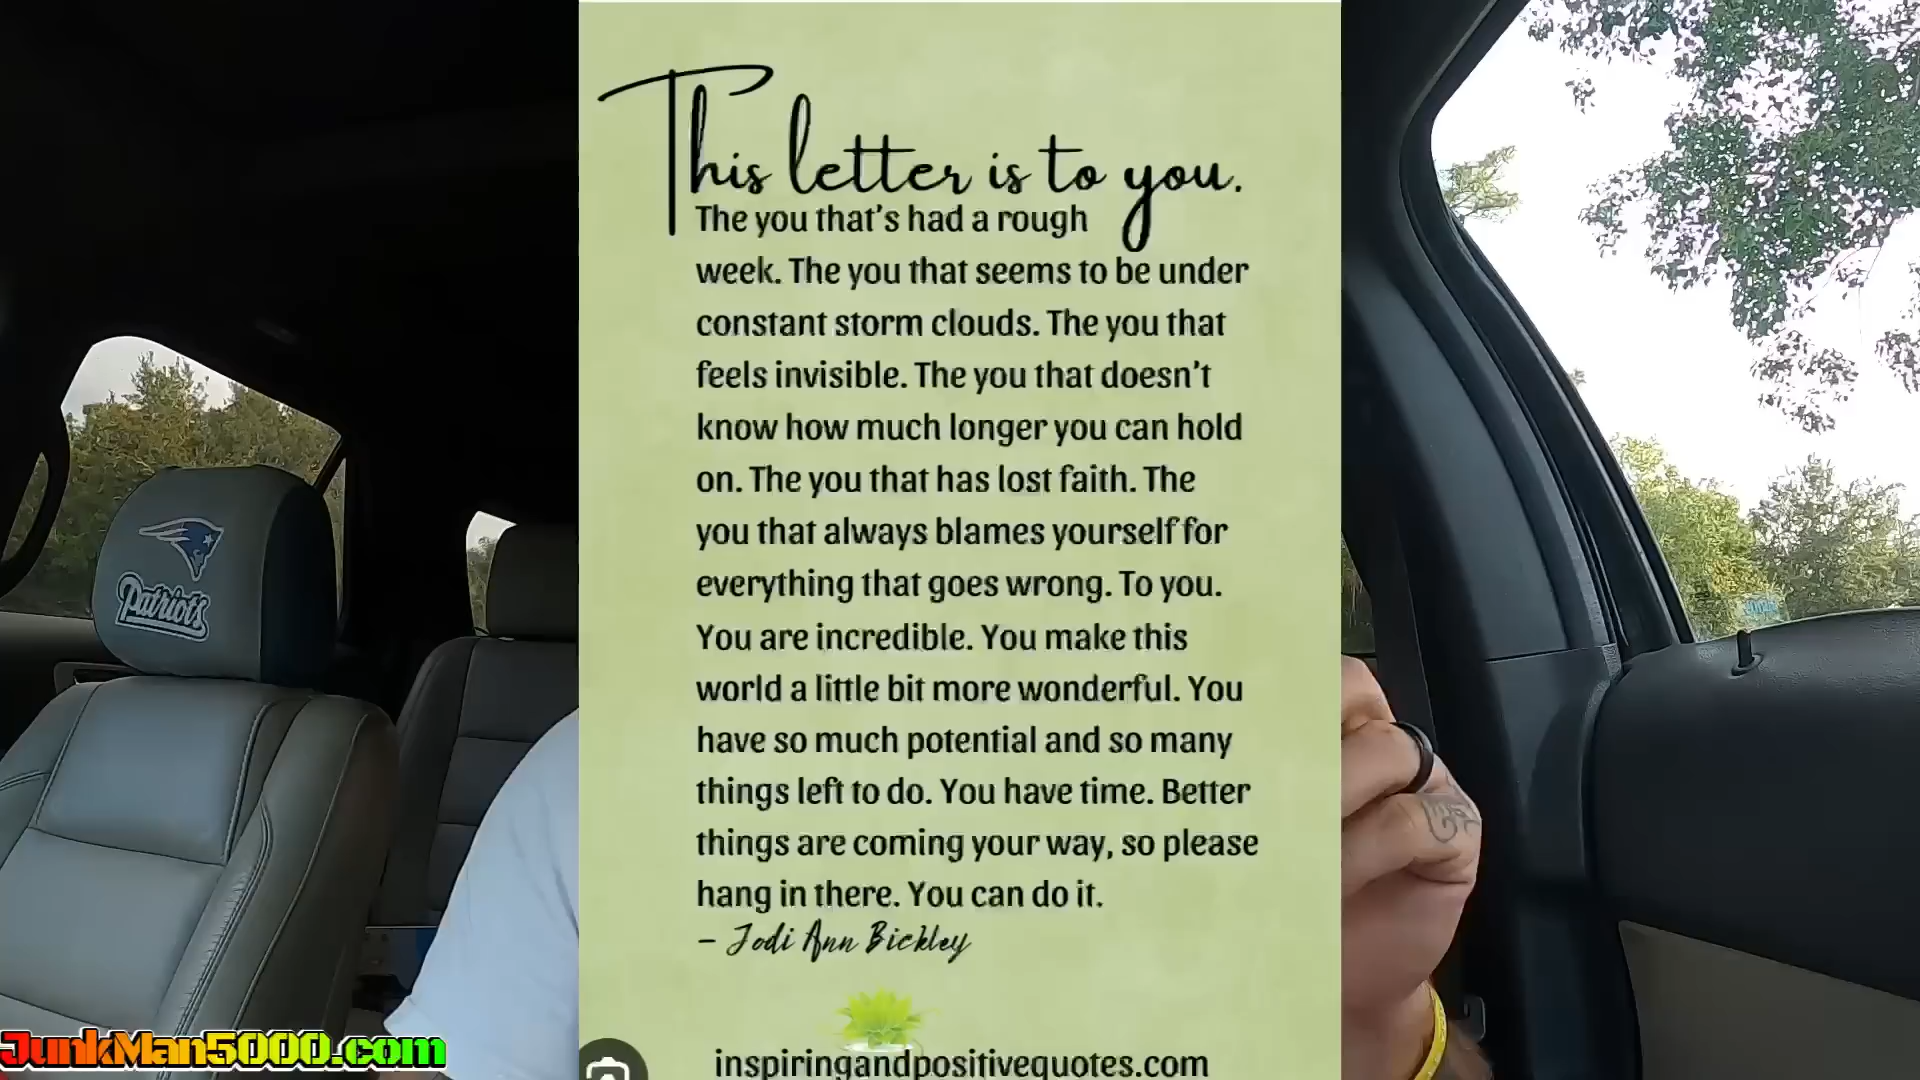 This letter is to you.
The you that's had a rough
week. The you that seems to be under
constant storm clouds. The you that
feels invisible. The you that doesn't
know how much longer you can hold
on. The you that has lost faith. The
you that always blames yourself for
everything that goes wrong. To you.
You are incredible. You make this
world a little bit more wonderful. You
have so much potential and so many
things left to do. You have time. Better
things are coming your way, so please
hang in there. You can do it.
– Jodi Ann Bickley
inspiringandpositivequotes.com
Patriots
JunkMan5000.com